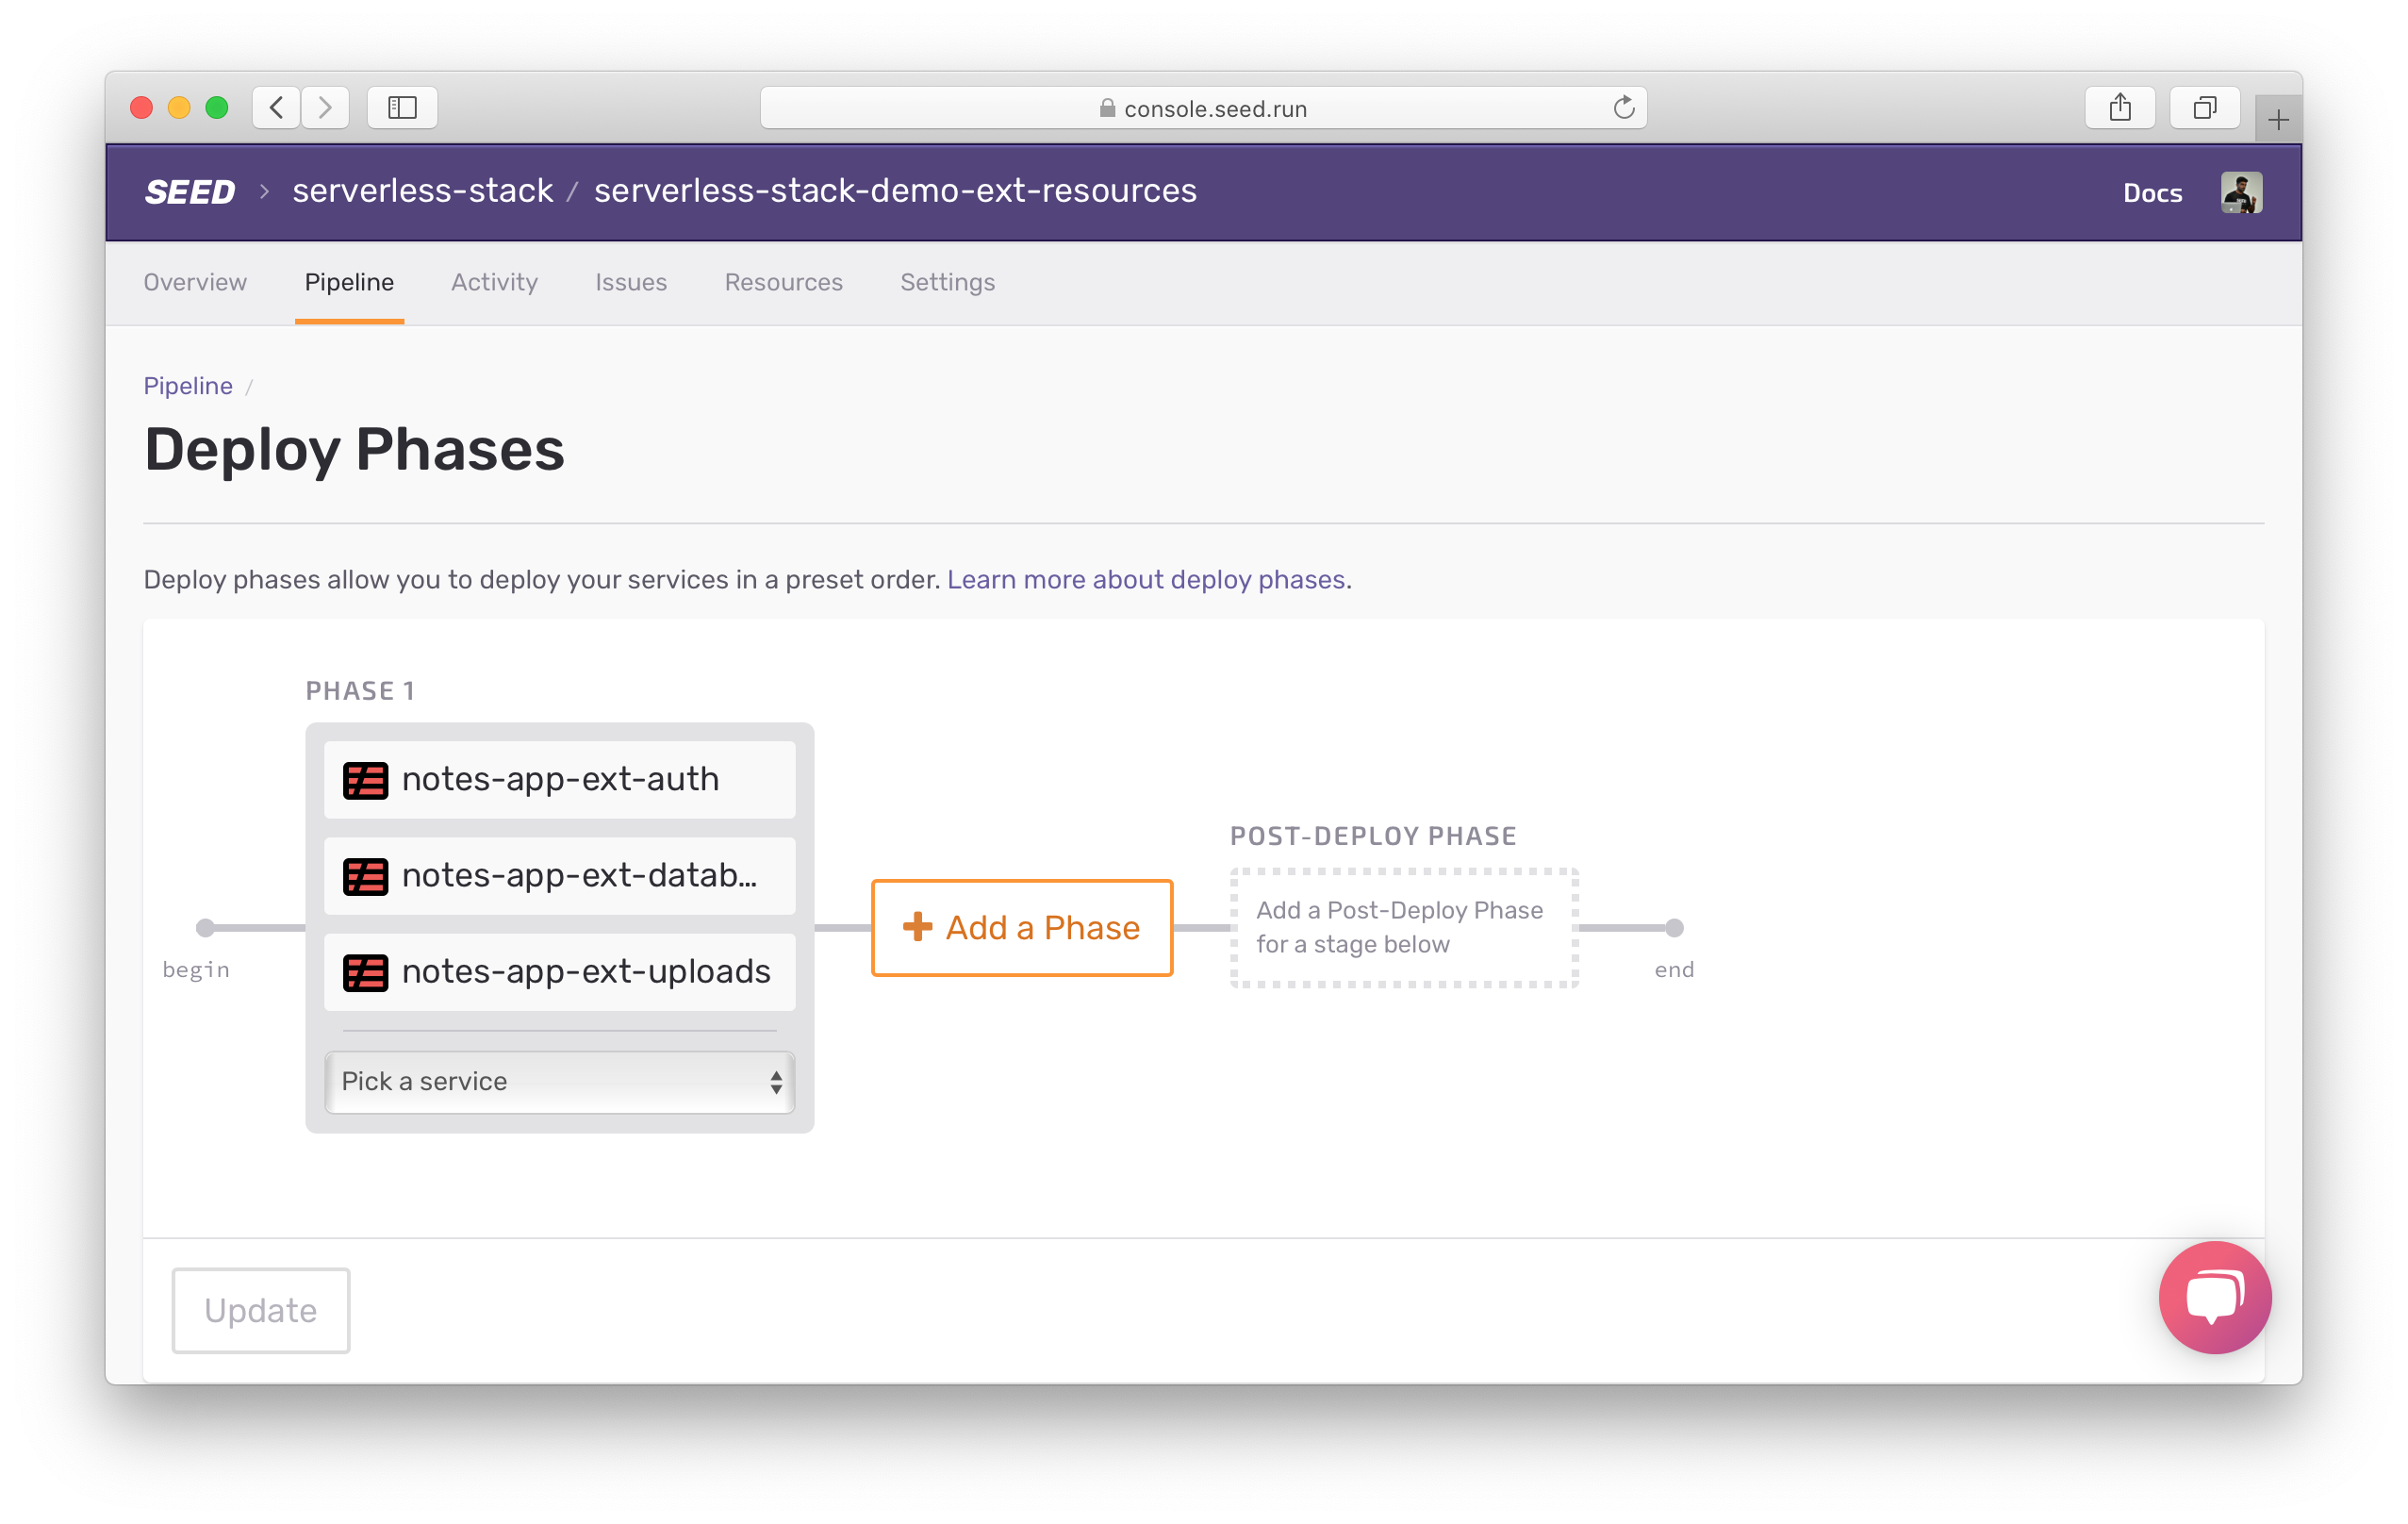 console.seed.run
SEED > serverless-stack / serverless-stack-demo-ext-resources
Docs
Overview Pipeline Activity Issues Resources Settings
Pipeline /
Deploy Phases
Deploy phases allow you to deploy your services in a preset order. Learn more about deploy phases.
PHASE 1
notes-app-ext-auth
notes-app-ext-datab...
notes-app-ext-uploads
Pick a service
begin
Add a Phase
POST-DEPLOY PHASE
Add a Post-Deploy Phase
for a stage below
end
Update